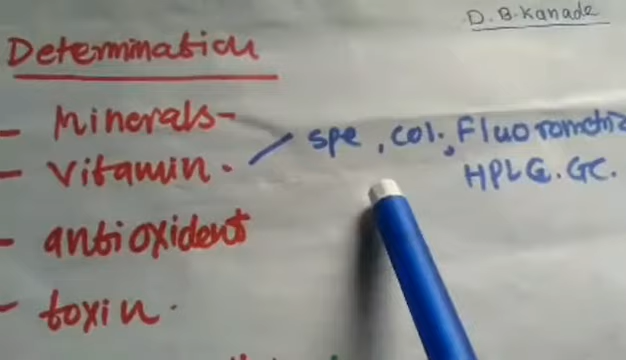 D.B.Kanade
Determination
- Minerals-
- Vitamin. / spe, col., Fluorometri
HPLC. GC.
- antioxident
- toxin.